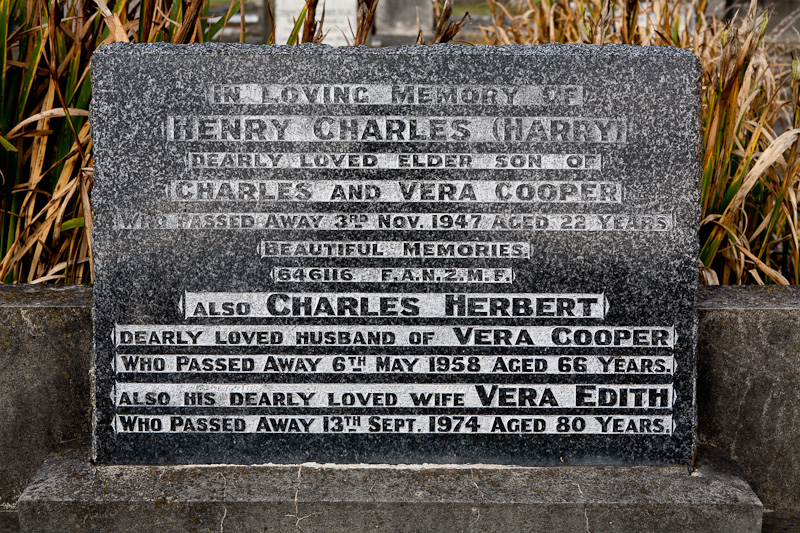 IN LOVING MEMORY OF
HENRY CHARLES (HARRY)
DEARLY LOVED ELDER SON OF
CHARLES AND VERA COOPER
WHO PASSED AWAY 3RD NOV. 1947 AGED 22 YEARS
BEAUTIFUL MEMORIES
646116 F.A.N.Z.M.F.
ALSO CHARLES HERBERT
DEARLY LOVED HUSBAND OF VERA COOPER
WHO PASSED AWAY 6TH MAY 1958 AGED 66 YEARS.
ALSO HIS DEARLY LOVED WIFE VERA EDITH
WHO PASSED AWAY 13TH SEPT. 1974 AGED 80 YEARS.